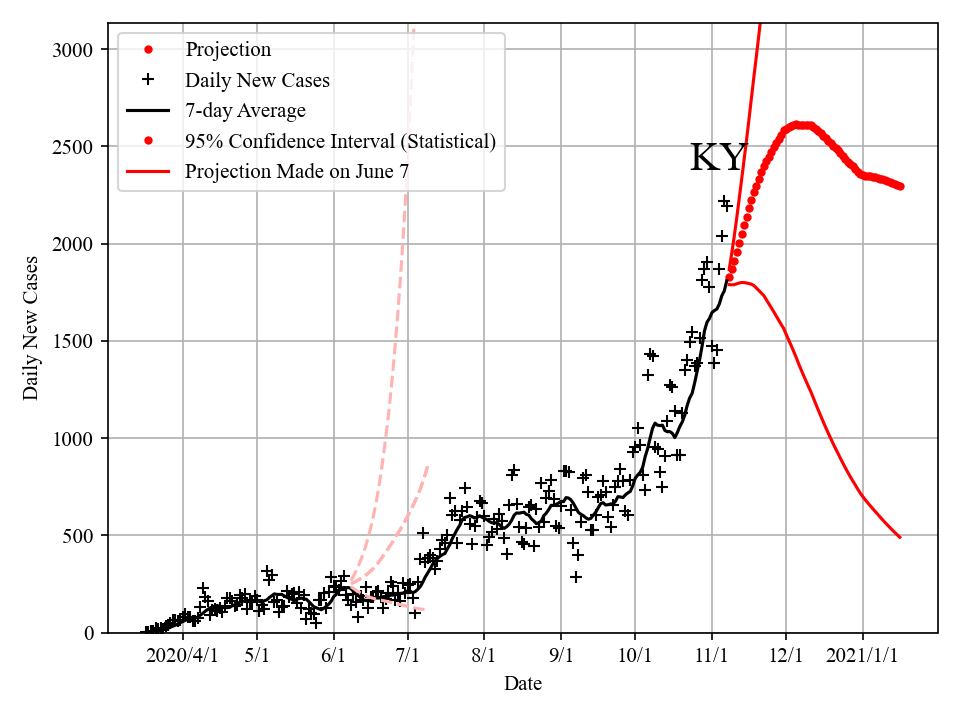 3000
2500
2000
1500
1000
500
0
Daily New Cases
Projection
Daily New Cases
7-day Average
95% Confidence Interval (Statistical)
Projection Made on June 7
KY
2020/4/1 5/1 6/1 7/1 8/1 9/1 10/1 11/1 12/1 2021/1/1
Date